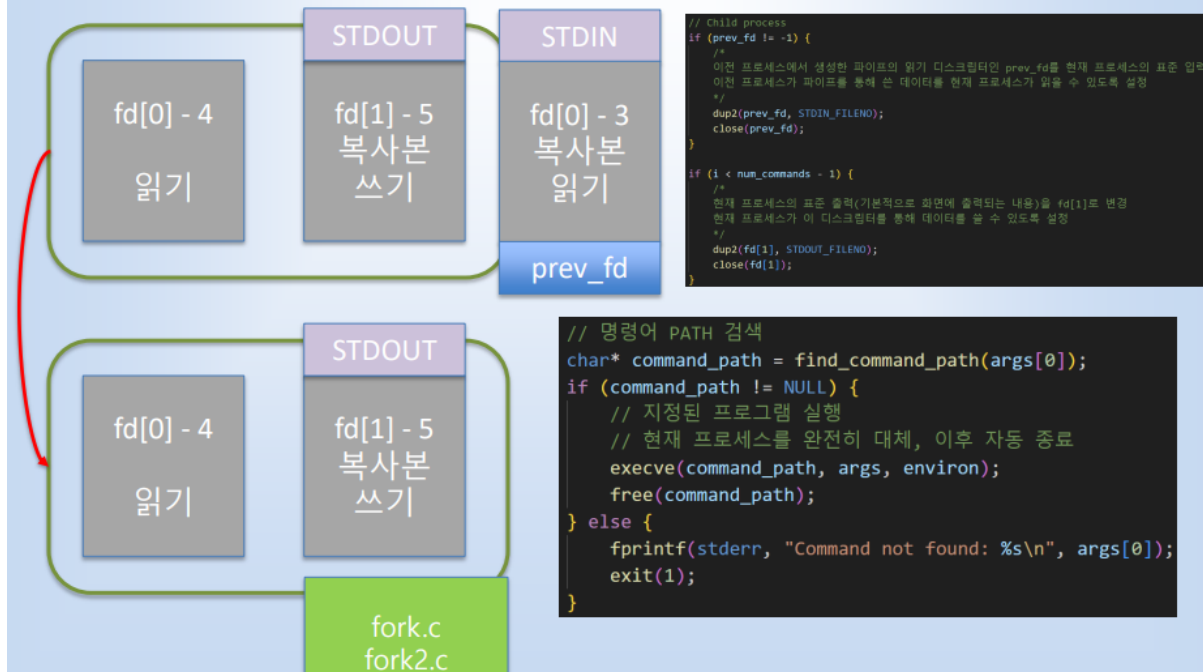 STDOUT
STDIN
fd[0] - 4
읽기
fd[1] - 5
복사본
쓰기
fd[0] - 3
복사본
읽기
prev_fd
// Child process
if (prev_fd != -1) {
/*
이전 프로세스에서 생성한 파이프의 읽기 디스크립터인 prev_fd를 현재 프로세스의 표준 입력
이전 프로세스가 파이프를 통해 쓴 데이터를 현재 프로세스가 읽을 수 있도록 설정
*/
dup2(prev_fd, STDIN_FILENO);
close(prev_fd);
}
if (i < num_commands - 1) {
/*
현재 프로세스의 표준 출력(기본적으로 화면에 출력되는 내용)을 fd[1]로 변경
현재 프로세스가 이 디스크립터를 통해 데이터를 쓸 수 있도록 설정
*/
dup2(fd[1], STDOUT_FILENO);
close(fd[1]);
}
STDOUT
fd[0] - 4
읽기
fd[1] - 5
복사본
쓰기
// 명령어 PATH 검색
char* command_path = find_command_path(args[0]);
if (command_path != NULL) {
// 지정된 프로그램 실행
// 현재 프로세스를 완전히 대체, 이후 자동 종료
execve(command_path, args, environ);
free(command_path);
} else {
fprintf(stderr, "Command not found: %s\n", args[0]);
exit(1);
}
fork.c
fork2.c